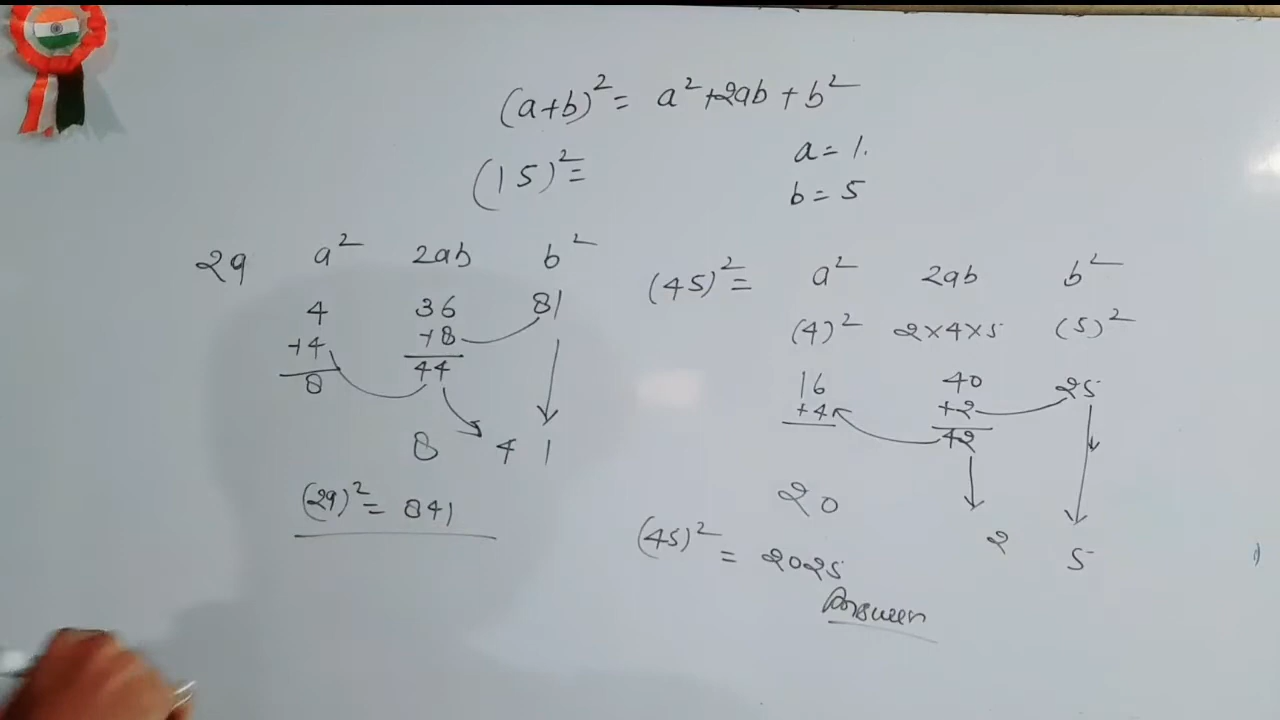 (a+b)² = a²+2ab+b²
(15)² =
a = 1.
b = 5
29 a² 2ab b²
4 36 81
+4 +8
8 44
8 4 1
(29)² = 841
(45)² = a² 2ab b²
(4)² 2×4×5 (5)²
16 40 25
+4 +2
42
20 2 5
(45)² = 2025
Answer